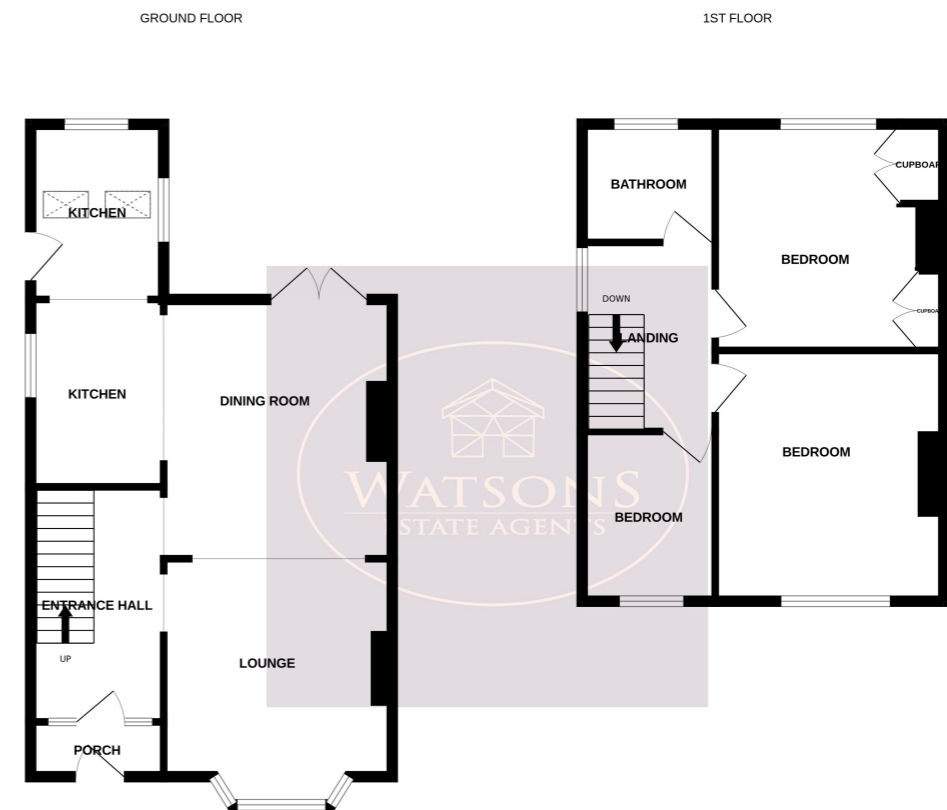 GROUND FLOOR
1ST FLOOR
KITCHEN
KITCHEN
DINING ROOM
ENTRANCE HALL
UP
LOUNGE
PORCH
BATHROOM
CUPBOAR
BEDROOM
CUPBOA
DOWN
LANDING
BEDROOM
BEDROOM
WATSONS
ESTATE AGENTS